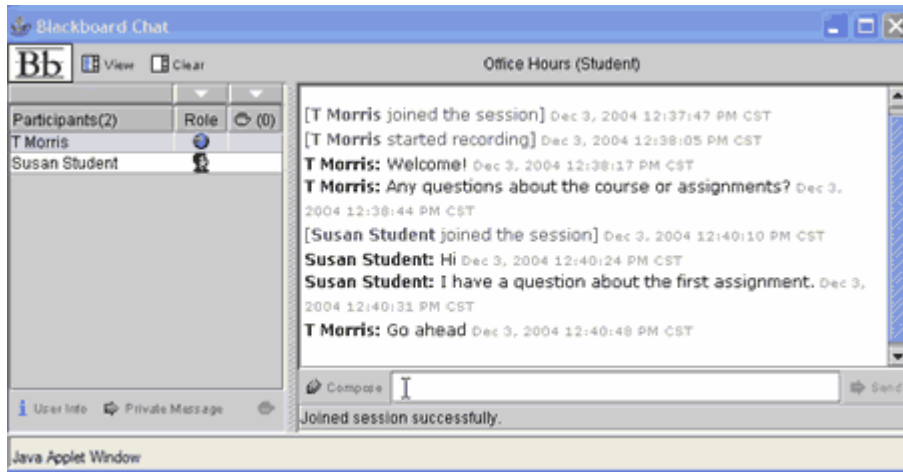 Blackboard Chat
Bb View Clear Office Hours (Student)
Participants(2) Role (0)
T Morris
Susan Student
User Info Private Message
[T Morris joined the session] Dec 3, 2004 12:37:47 PM CST
[T Morris started recording] Dec 3, 2004 12:38:05 PM CST
T Morris: Welcome! Dec 3, 2004 12:38:17 PM CST
T Morris: Any questions about the course or assignments? Dec 3,
2004 12:38:44 PM CST
[Susan Student joined the session] Dec 3, 2004 12:40:10 PM CST
Susan Student: Hi Dec 3, 2004 12:40:24 PM CST
Susan Student: I have a question about the first assignment. Dec 3,
2004 12:40:31 PM CST
T Morris: Go ahead Dec 3, 2004 12:40:48 PM CST
Compose Send
Joined session successfully.
Java Applet Window